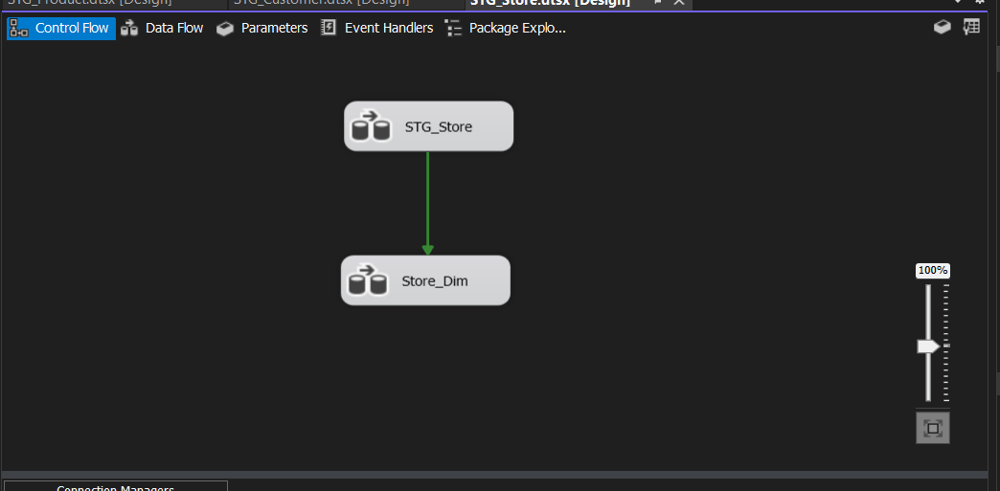 STG_Product.dtsx [Design] STG_Customer.dtsx [Design] STG_Store.dtsx [Design]
Control Flow Data Flow Parameters Event Handlers Package Explo...
STG_Store
Store_Dim
100%
Connection Managers